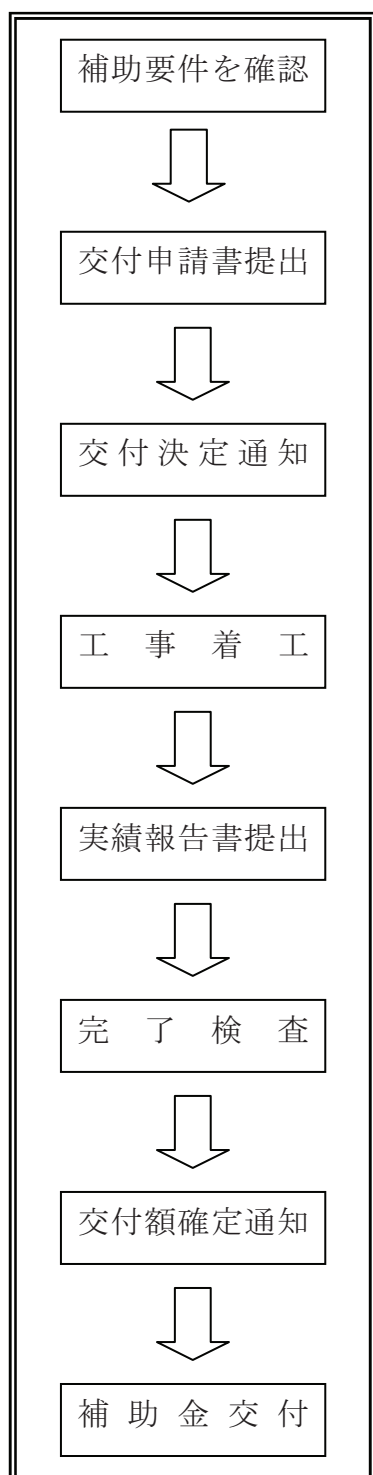 補助要件を確認
交付申請書提出
交付決定通知
工事着工
実績報告書提出
完了検査
交付額確定通知
補助金交付